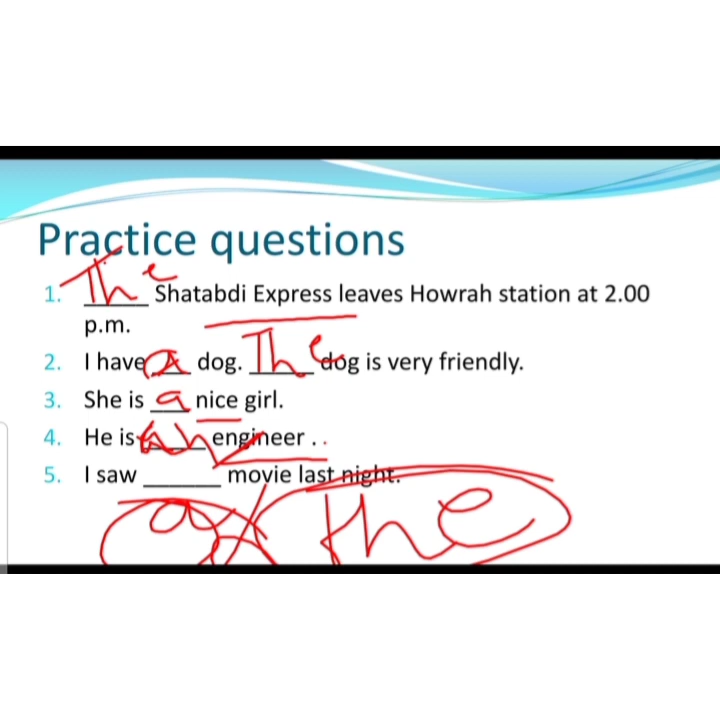 Practice questions
1. The Shatabdi Express leaves Howrah station at 2.00
p.m.
2. I have a dog. The dog is very friendly.
3. She is a nice girl.
4. He is an engineer ..
5. I saw ______ movie last night.
a / the